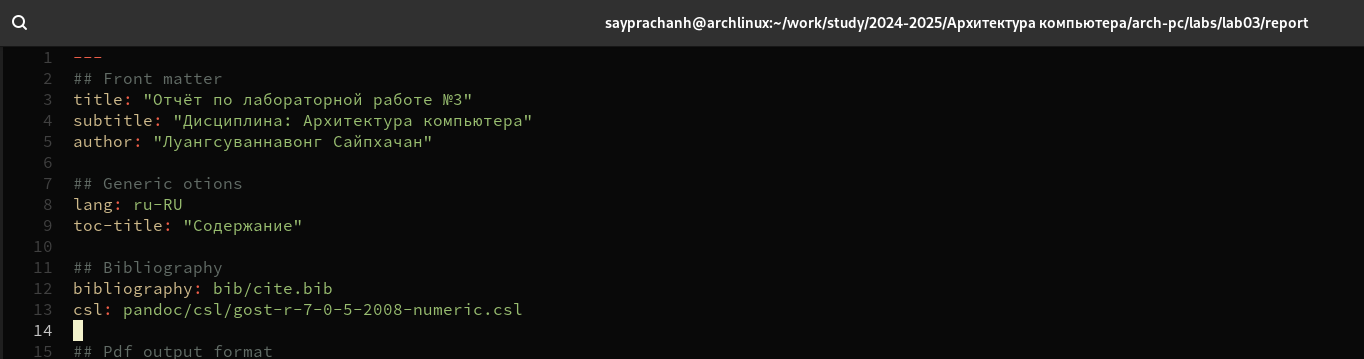 sayprachanh@archlinux:~/work/study/2024-2025/Архитектура компьютера/arch-pc/labs/lab03/report
1 ---
2 ## Front matter
3 title: "Отчёт по лабораторной работе №3"
4 subtitle: "Дисциплина: Архитектура компьютера"
5 author: "Луангсуваннавонг Сайпхачан"
6
7 ## Generic otions
8 lang: ru-RU
9 toc-title: "Содержание"
10
11 ## Bibliography
12 bibliography: bib/cite.bib
13 csl: pandoc/csl/gost-r-7-0-5-2008-numeric.csl
14
15 ## Pdf output format